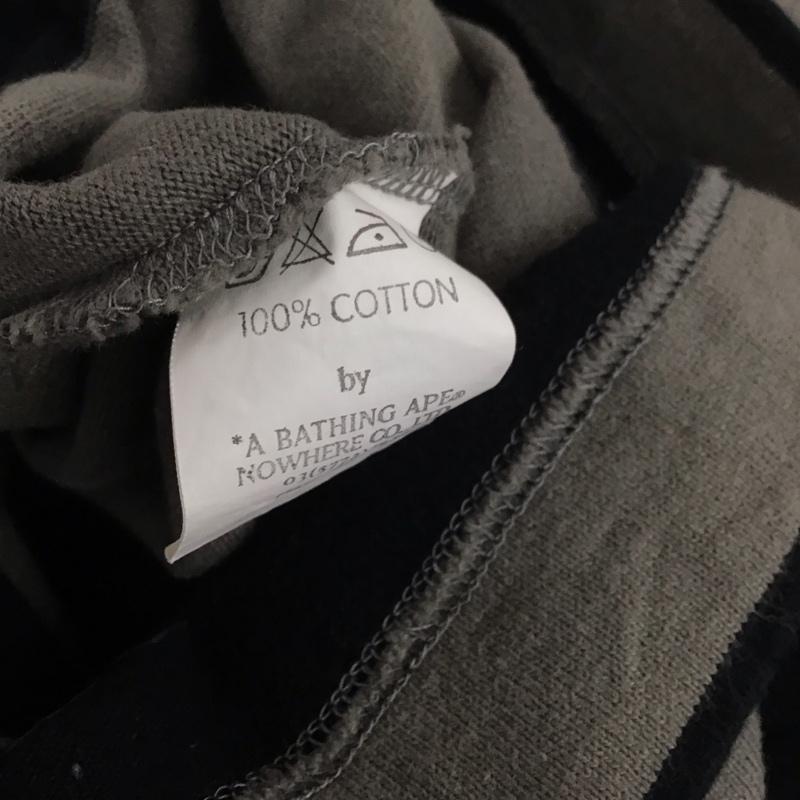 100% COTTON
by
*A BATHING APE
NOWHERE CO., LTD.